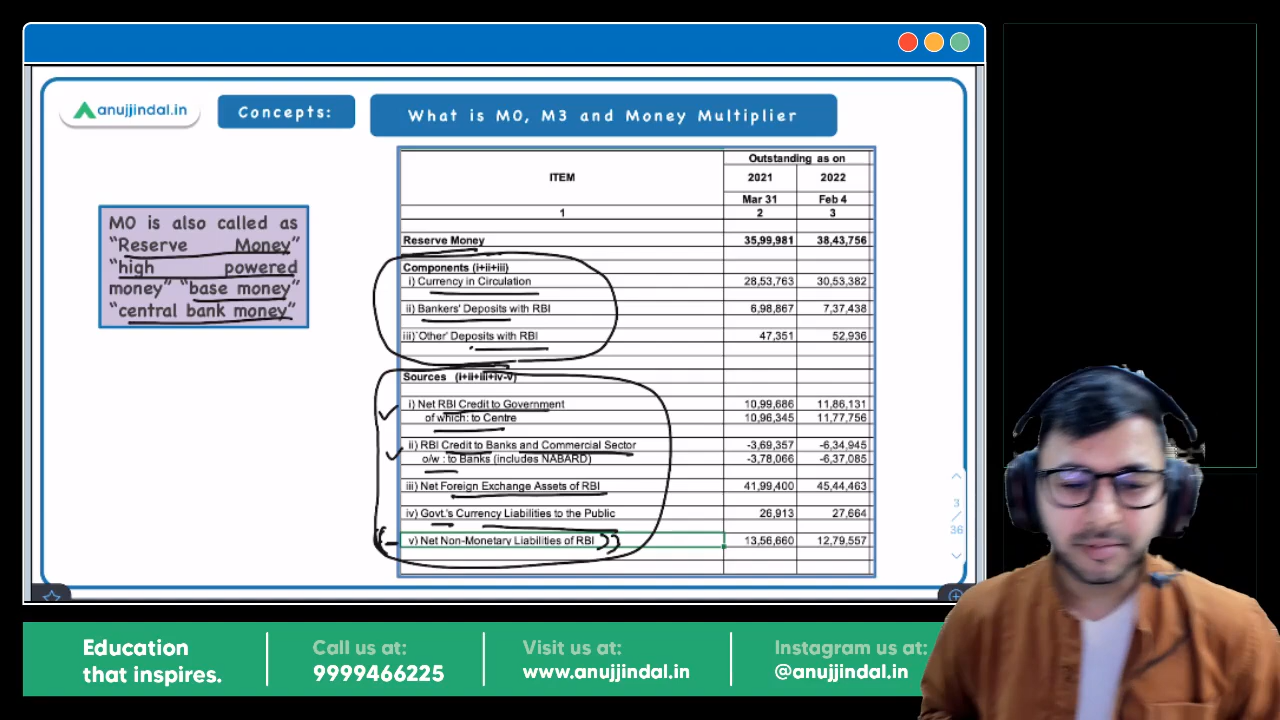 anujjindal.in
Concepts:
What is M0, M3 and Money Multiplier
M0 is also called as
“Reserve Money”
“high powered
money” “base money”
“central bank money”
ITEM
Outstanding as on
2021 2022
Mar 31 Feb 4
1 2 3
Reserve Money 35,99,981 38,43,756
Components (i+ii+iii)
i) Currency in Circulation 28,53,763 30,53,382
ii) Bankers' Deposits with RBI 6,98,867 7,37,438
iii)‘Other’ Deposits with RBI 47,351 52,936
Sources (i+ii+iii+iv-v)
i) Net RBI Credit to Government 10,99,686 11,86,131
of which: to Centre 10,96,345 11,77,756
ii) RBI Credit to Banks and Commercial Sector -3,69,357 -6,34,945
o/w : to Banks (includes NABARD) -3,78,066 -6,37,085
iii) Net Foreign Exchange Assets of RBI 41,99,400 45,44,463
iv) Govt.'s Currency Liabilities to the Public 26,913 27,664
v) Net Non-Monetary Liabilities of RBI 13,56,660 12,79,557
3
/
36
Education
that inspires.
Call us at:
9999466225
Visit us at:
www.anujjindal.in
Instagram us at:
@anujjindal.in